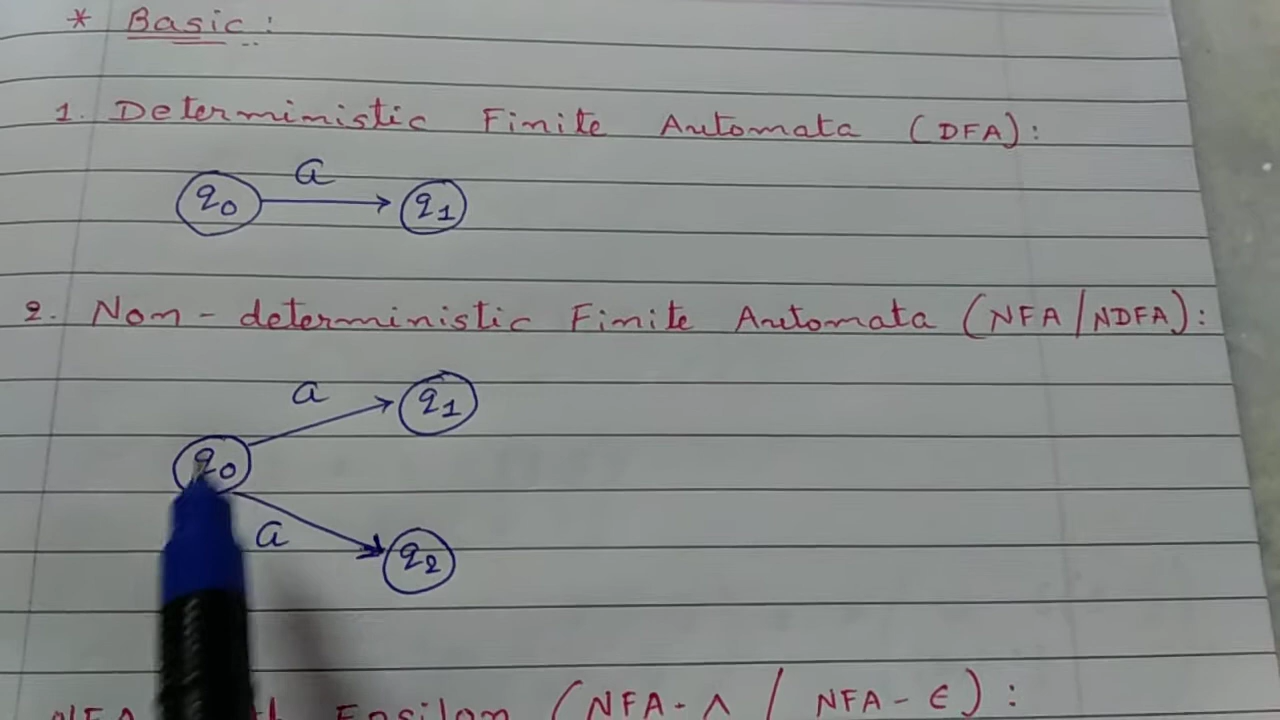 * Basic:
1. Deterministic Finite Automata (DFA):
a
q0 q1
2. Non-deterministic Finite Automata (NFA/NDFA):
a
q1
q0
a
q2
NFA Epsilon (NFA-Λ / NFA-ε):